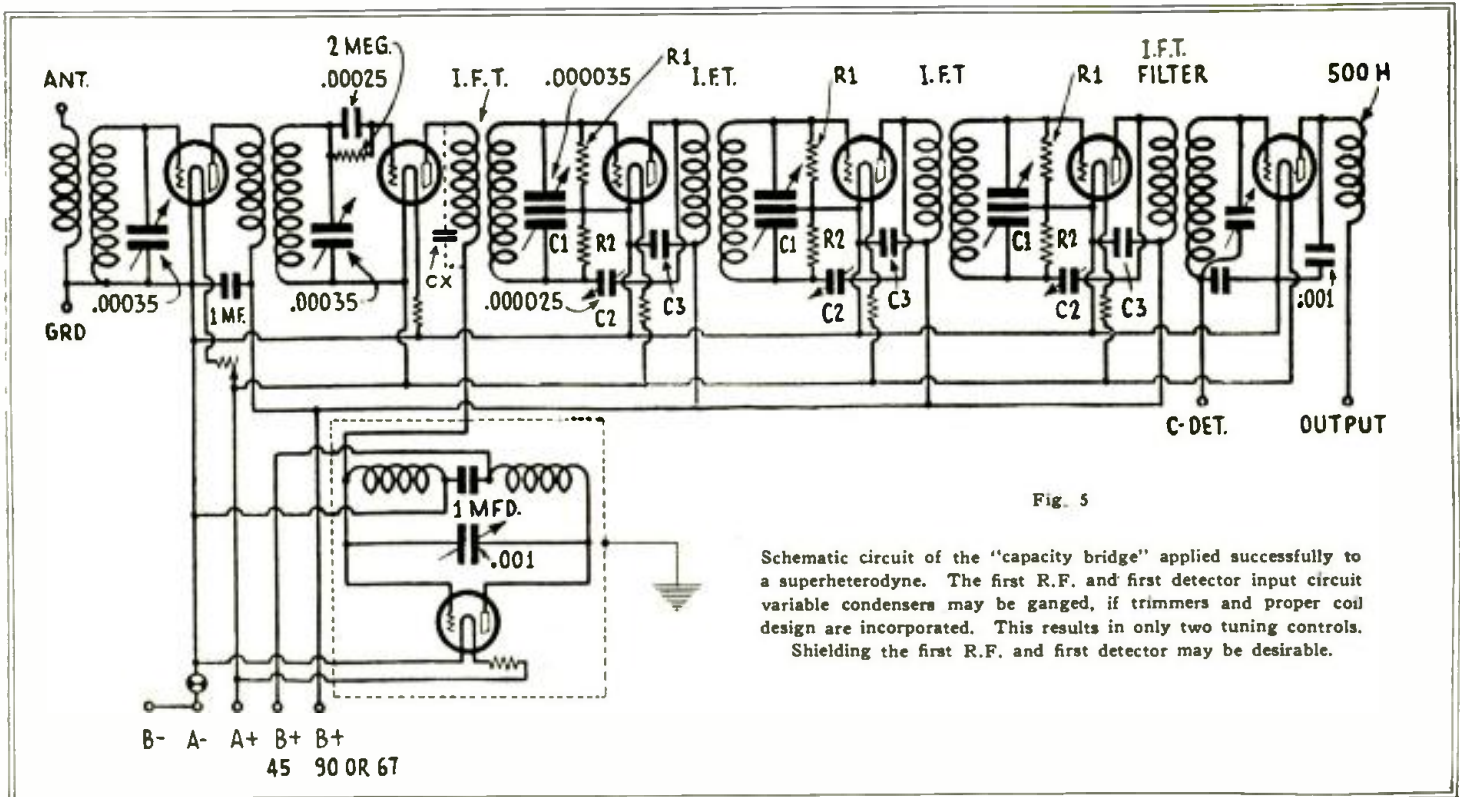 2 MEG.
.00025
ANT.
I.F.T.
.000035
R1
I.F.T.
R1
I.F.T
R1
I.F.T.
FILTER
500 H
C1
R2
C1
R2
C1
R2
.00035
1 MF.
.00035
CX
.000025
C2
C3
C2
C3
C2
C3
.001
GRD
C-DET.
OUTPUT
1 MFD.
.001
Fig. 5
Schematic circuit of the "capacity bridge" applied successfully to
a superheterodyne. The first R.F. and first detector input circuit
variable condensers may be ganged, if trimmers and proper coil
design are incorporated. This results in only two tuning controls.
Shielding the first R.F. and first detector may be desirable.
B- A- A+ B+ B+
45 90 OR 67